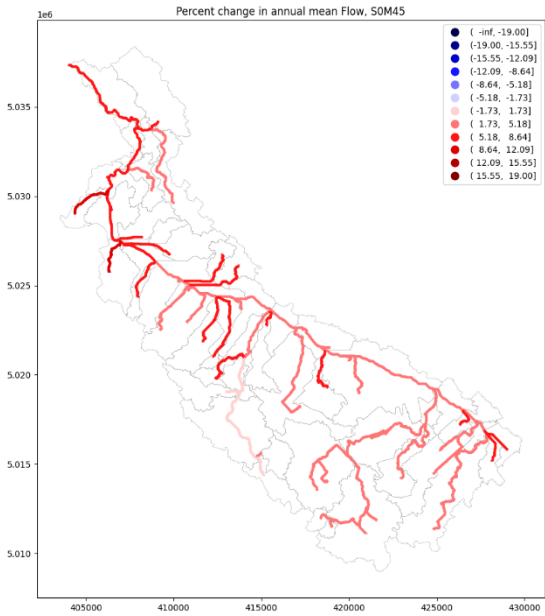 Percent change in annual mean Flow, S0M45
1e6
( -inf, -19.00]
(-19.00, -15.55]
(-15.55, -12.09]
(-12.09, -8.64]
( -8.64, -5.18]
( -5.18, -1.73]
( -1.73, 1.73]
( 1.73, 5.18]
( 5.18, 8.64]
( 8.64, 12.09]
( 12.09, 15.55]
( 15.55, 19.00]
5.035
5.030
5.025
5.020
5.015
5.010
405000 410000 415000 420000 425000 430000